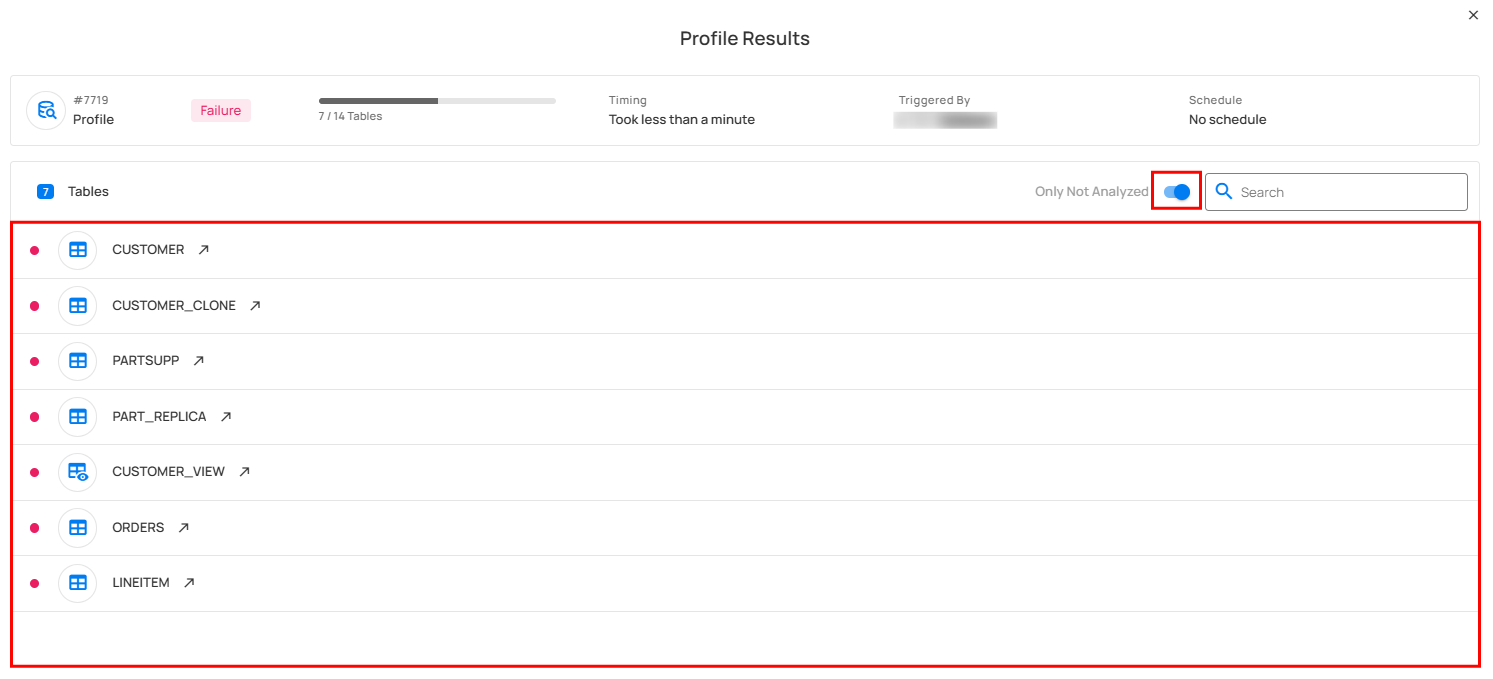 Profile Results
#7719
Profile
Failure
7 / 14 Tables
Timing
Took less than a minute
Triggered By
Schedule
No schedule
7 Tables
Only Not Analyzed
Search
CUSTOMER
CUSTOMER_CLONE
PARTSUPP
PART_REPLICA
CUSTOMER_VIEW
ORDERS
LINEITEM